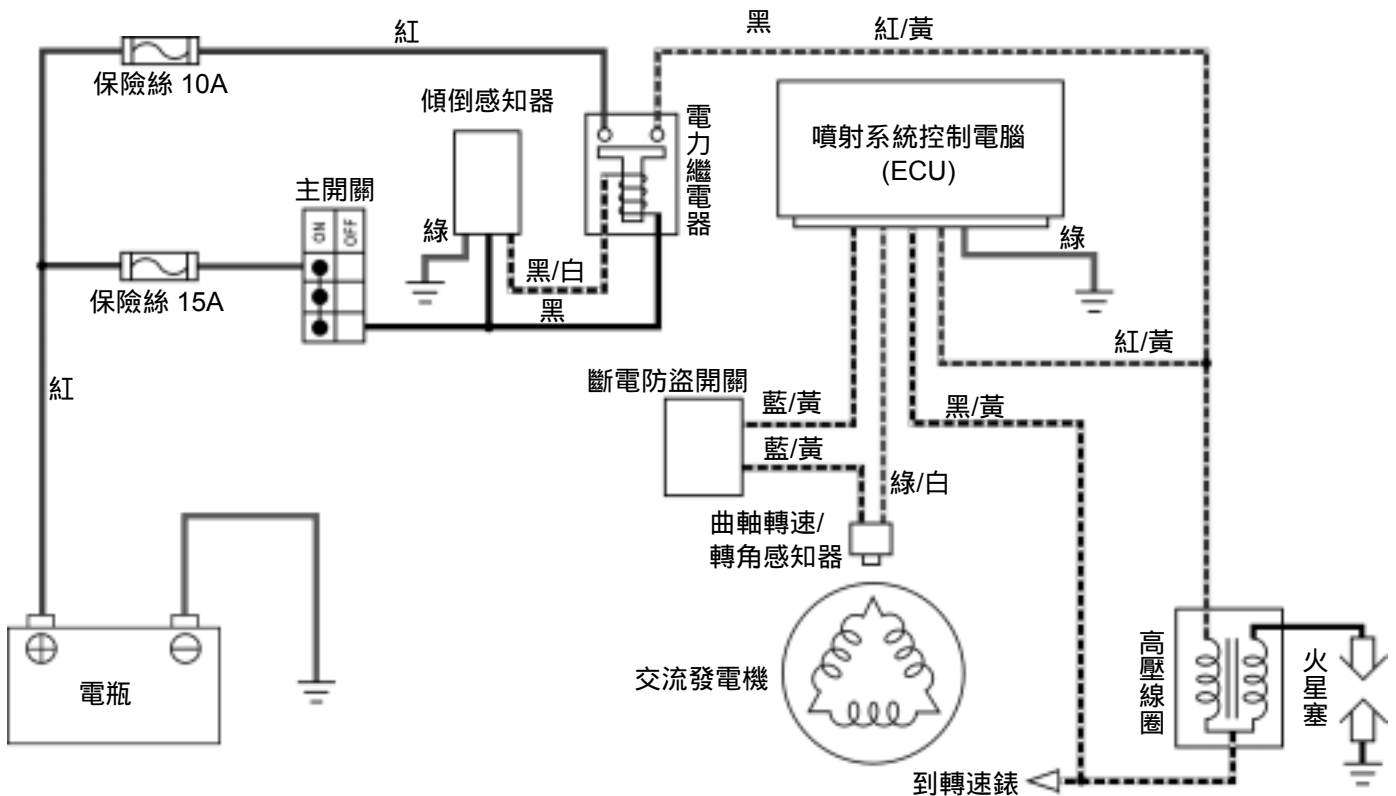 黑
紅
紅/黃
保險絲 10A
傾倒感知器
電力繼電器
噴射系統控制電腦
(ECU)
主開關
ON
OFF
綠
綠
黑/白
保險絲 15A
黑
紅/黃
紅
斷電防盜開關
藍/黃
黑/黃
藍/黃
綠/白
曲軸轉速/
轉角感知器
高壓線圈
火星塞
交流發電機
電瓶
到轉速錶